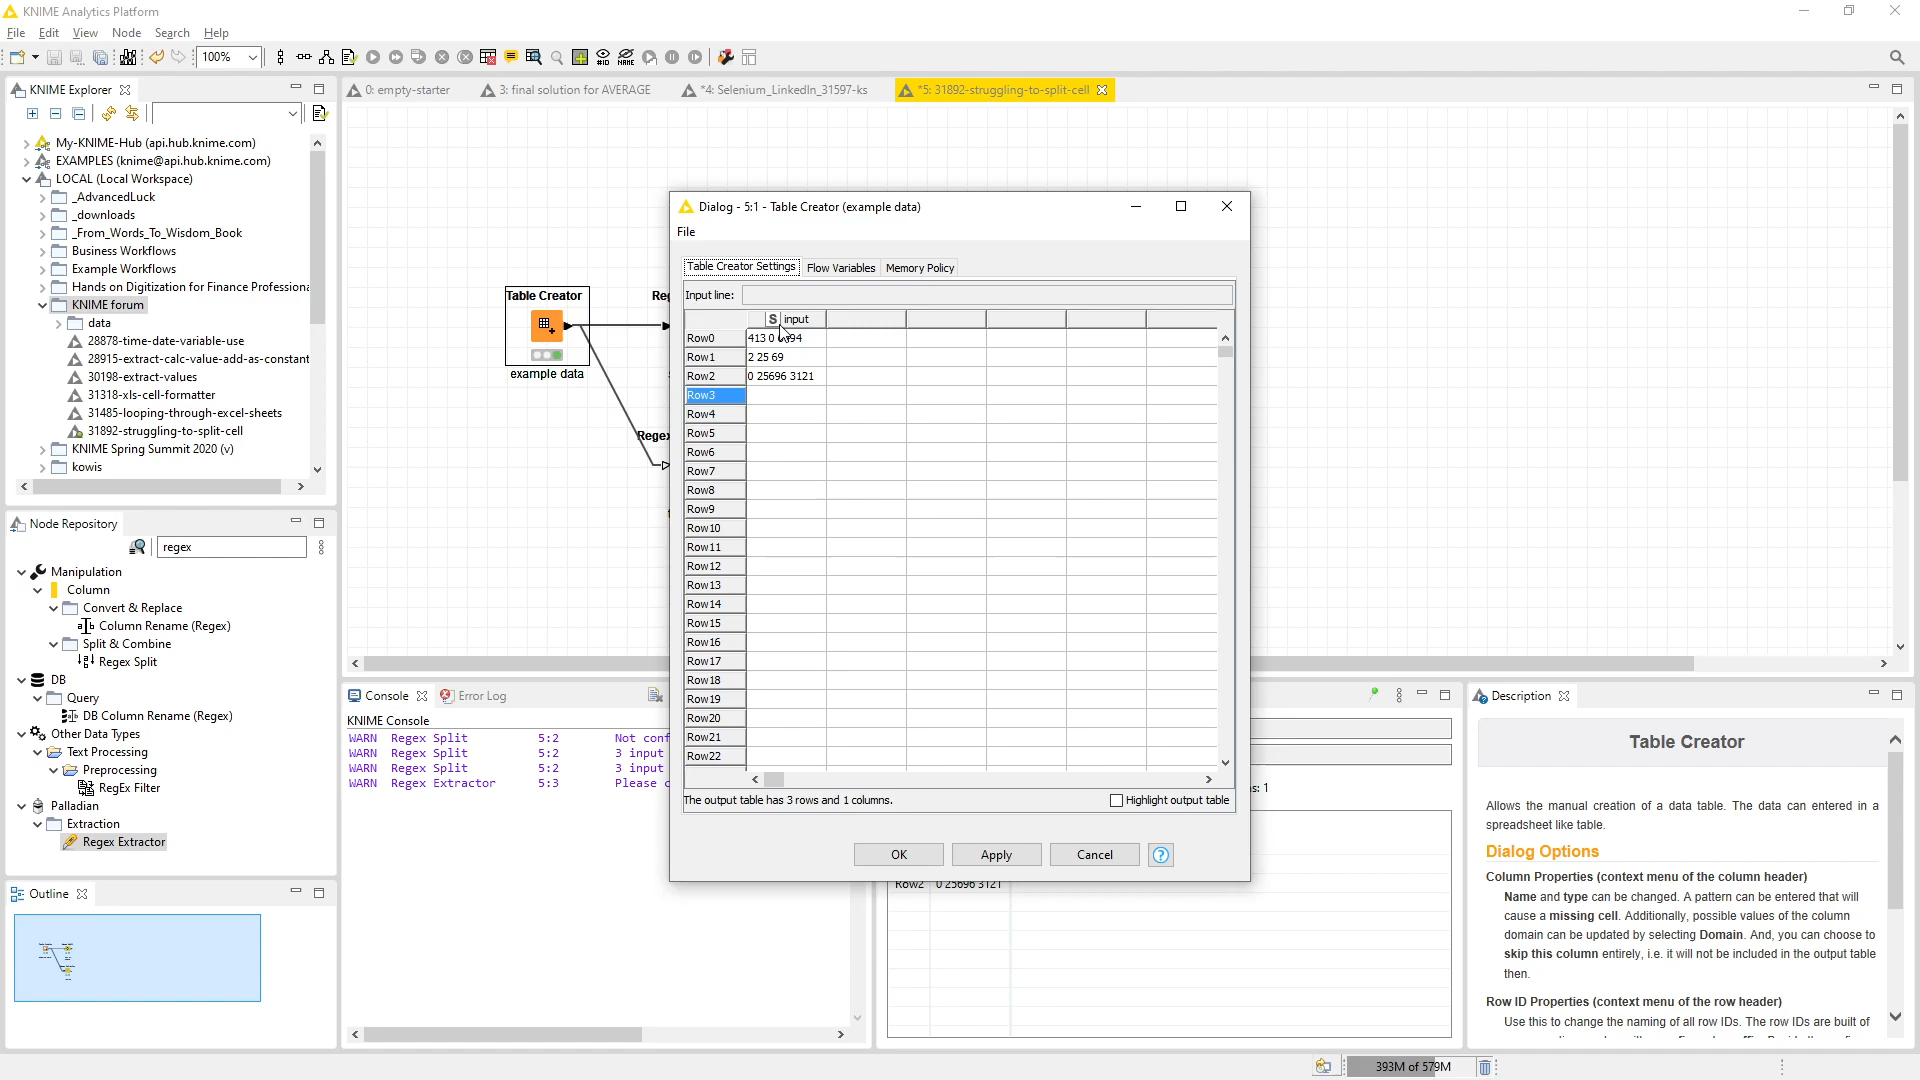 KNIME Analytics Platform
File Edit View Node Search Help
100%
KNIME Explorer
My-KNIME-Hub (api.hub.knime.com)
EXAMPLES (knime@api.hub.knime.com)
LOCAL (Local Workspace)
_AdvancedLuck
_downloads
_From_Words_To_Wisdom_Book
Business Workflows
Example Workflows
Hands on Digitization for Finance Professiona
KNIME forum
data
28878-time-date-variable-use
28915-extract-calc-value-add-as-constant
30198-extract-values
31318-xls-cell-formatter
31485-looping-through-excel-sheets
31892-struggling-to-split-cell
KNIME Spring Summit 2020 (v)
kowis
Node Repository
regex
Manipulation
Column
Convert & Replace
Column Rename (Regex)
Split & Combine
Regex Split
DB
Query
DB Column Rename (Regex)
Other Data Types
Text Processing
Preprocessing
RegEx Filter
Palladian
Extraction
Regex Extractor
Outline
0: empty-starter
3: final solution for AVERAGE
*4: Selenium_LinkedIn_31597-ks
*5: 31892-struggling-to-split-cell
Table Creator
example data
Reg
Regex
Dialog - 5:1 - Table Creator (example data)
File
Table Creator Settings Flow Variables Memory Policy
Input line:
S input
Row0 413 0
Row1 2 25 69
Row2 0 25696 3121
Row3
Row4
Row5
Row6
Row7
Row8
Row9
Row10
Row11
Row12
Row13
Row14
Row15
Row16
Row17
Row18
Row19
Row20
Row21
Row22
The output table has 3 rows and 1 columns.
Highlight output table
OK Apply Cancel ?
Console Error Log
KNIME Console
WARN Regex Split 5:2 Not conf
WARN Regex Split 5:2 3 input
WARN Regex Split 5:2 3 input
WARN Regex Extractor 5:3 Please c
s: 1
Row2 0 25696 3121
Description
Table Creator
Allows the manual creation of a data table. The data can entered in a
spreadsheet like table.
Dialog Options
Column Properties (context menu of the column header)
Name and type can be changed. A pattern can be entered that will
cause a missing cell. Additionally, possible values of the column
domain can be updated by selecting Domain. And, you can choose to
skip this column entirely, i.e. it will not be included in the output table
then.
Row ID Properties (context menu of the row header)
Use this to change the naming of all row IDs. The row IDs are built of
393M of 579M